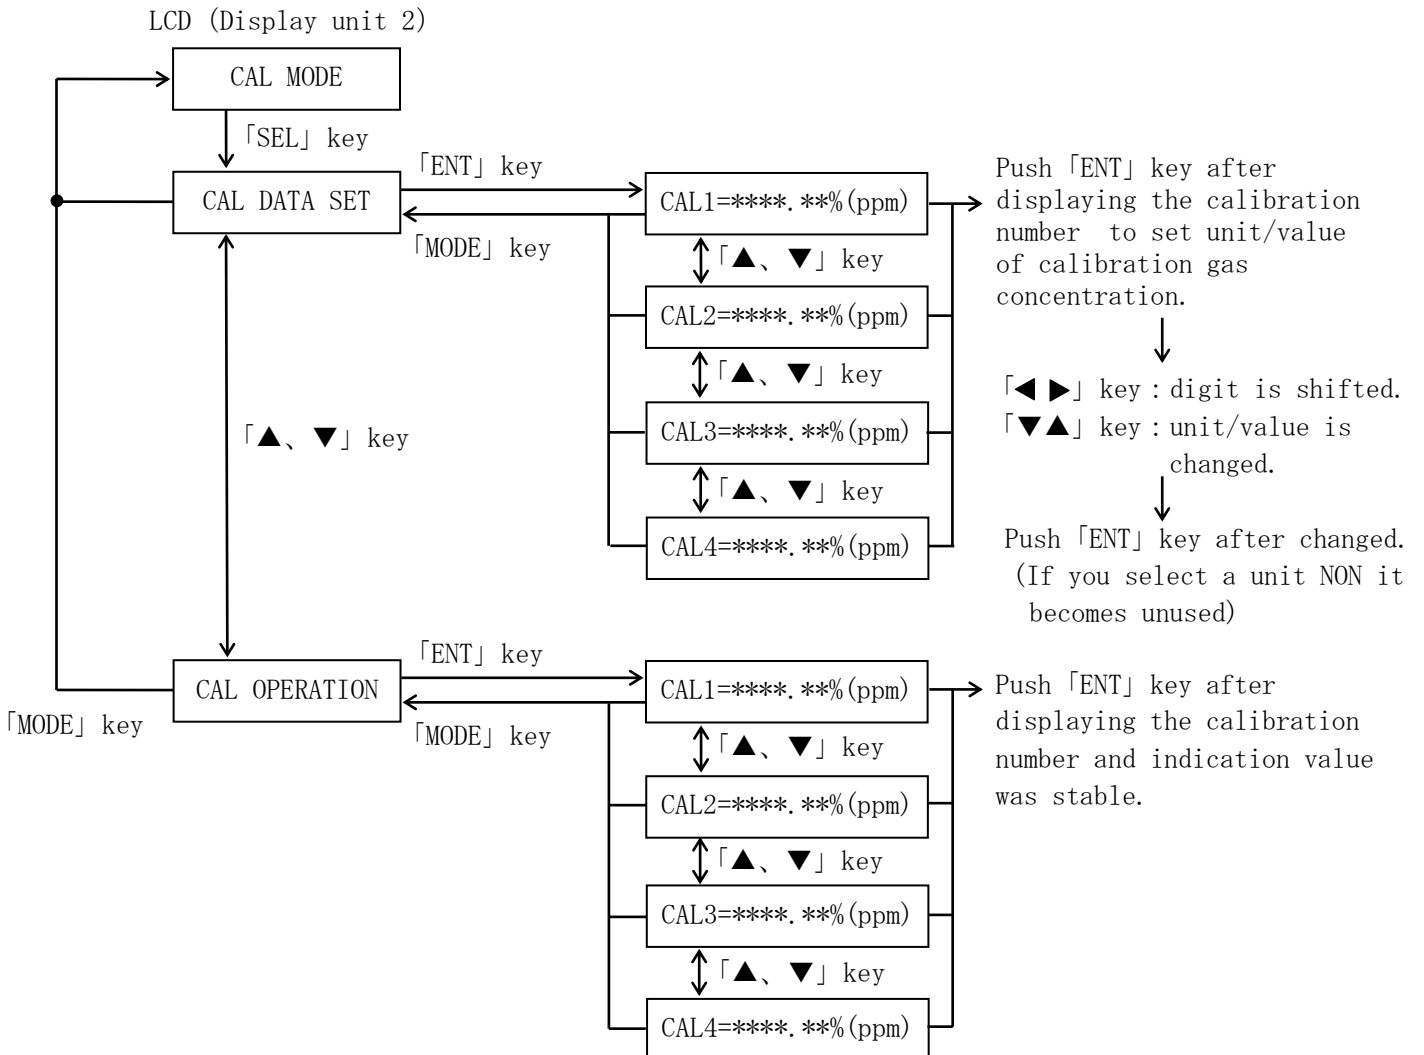 LCD (Display unit 2)
CAL MODE
「SEL」 key
CAL DATA SET
「ENT」 key
「MODE」 key
CAL1=****.**%(ppm)
「▲、▼」 key
CAL2=****.**%(ppm)
「▲、▼」 key
CAL3=****.**%(ppm)
「▲、▼」 key
CAL4=****.**%(ppm)
Push「ENT」key after
displaying the calibration
number to set unit/value
of calibration gas
concentration.
「◀ ▶」 key：digit is shifted.
「▼▲」 key：unit/value is
changed.
Push「ENT」key after changed.
(If you select a unit NON it
becomes unused)
「▲、▼」 key
CAL OPERATION
「MODE」 key
「ENT」 key
「MODE」 key
CAL1=****.**%(ppm)
「▲、▼」 key
CAL2=****.**%(ppm)
「▲、▼」 key
CAL3=****.**%(ppm)
「▲、▼」 key
CAL4=****.**%(ppm)
Push「ENT」key after
displaying the calibration
number and indication value
was stable.